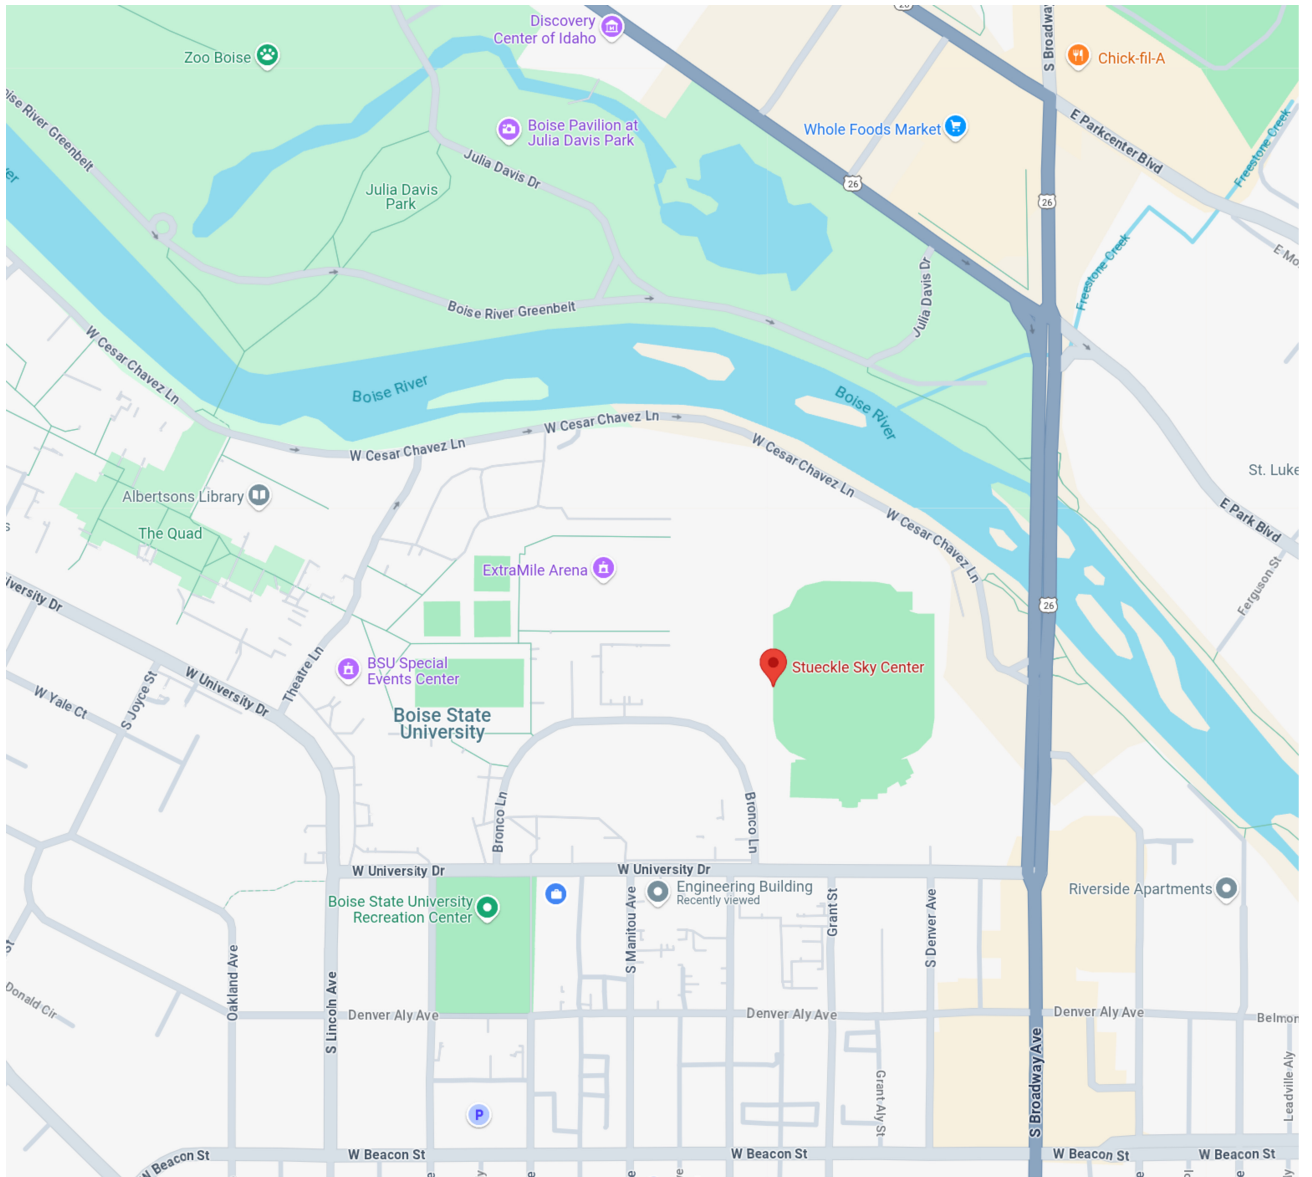 Discovery
Center of Idaho
26
S Broadway
Zoo Boise
Chick-fil-A
Boise River Greenbelt
Boise Pavilion at
Julia Davis Park
Whole Foods Market
E Parkcenter Blvd
Freestone Creek
Julia Davis Dr
26
Julia Davis
Park
26
Freestone Creek
Julia Davis Dr
Boise River Greenbelt
W Cesar Chavez Ln
Boise River
Boise River
W Cesar Chavez Ln
W Cesar Chavez Ln
W Cesar Chavez Ln
St. Luke
Albertsons Library
The Quad
W Cesar Chavez Ln
E Park Blvd
ExtraMile Arena
Ferguson St
26
iversity Dr
Theatre Ln
BSU Special
Events Center
Stueckle Sky Center
W University Dr
W Yale Ct
S Joyce St
Boise State
University
Bronco Ln
Bronco Ln
W University Dr
W University Dr
Engineering Building
Recently viewed
Riverside Apartments
Boise State University
Recreation Center
S Manitou Ave
Grant St
S Denver Ave
Oakland Ave
S Lincoln Ave
Donald Cir
Denver Aly Ave
Denver Aly Ave
Denver Aly Ave
Belmon
S Broadway Ave
Grant Aly St
Leadville Aly
P
W Beacon St
W Beacon St
W Beacon St
W Beacon St
W Beacon St